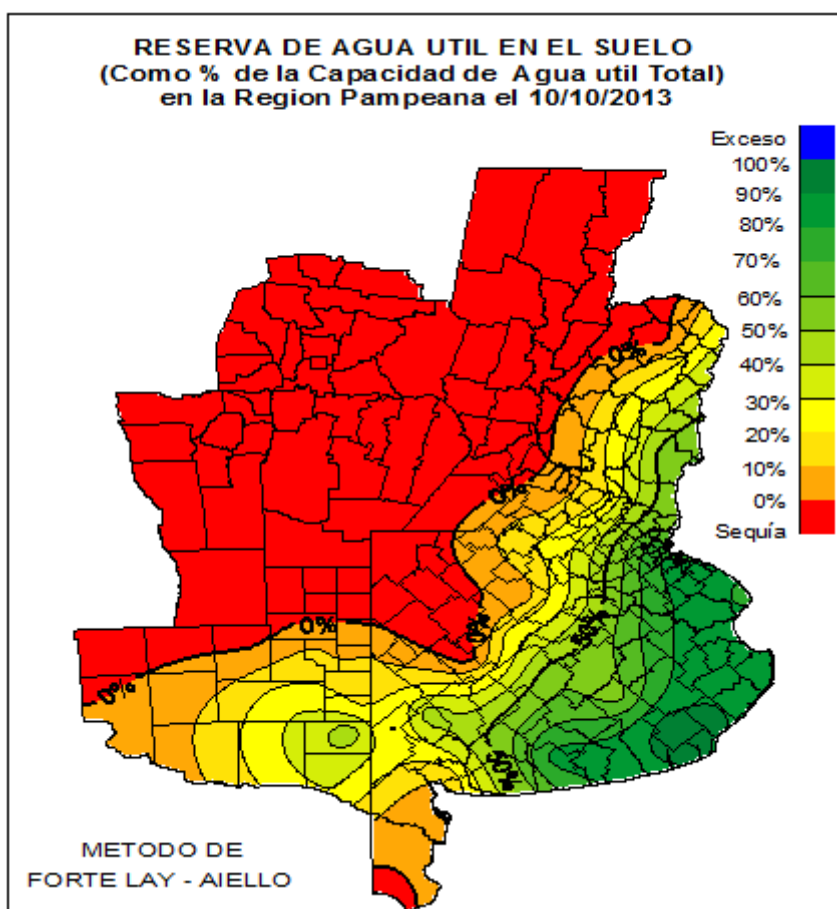 RESERVA DE AGUA UTIL EN EL SUELO
(Como % de la Capacidad de Agua util Total)
en la Region Pampeana el 10/10/2013
Exceso
100%
90%
80%
70%
60%
50%
40%
30%
20%
10%
0%
Sequía
0%
0%
0%
0%
0%
METODO DE
FORTE LAY - AIELLO